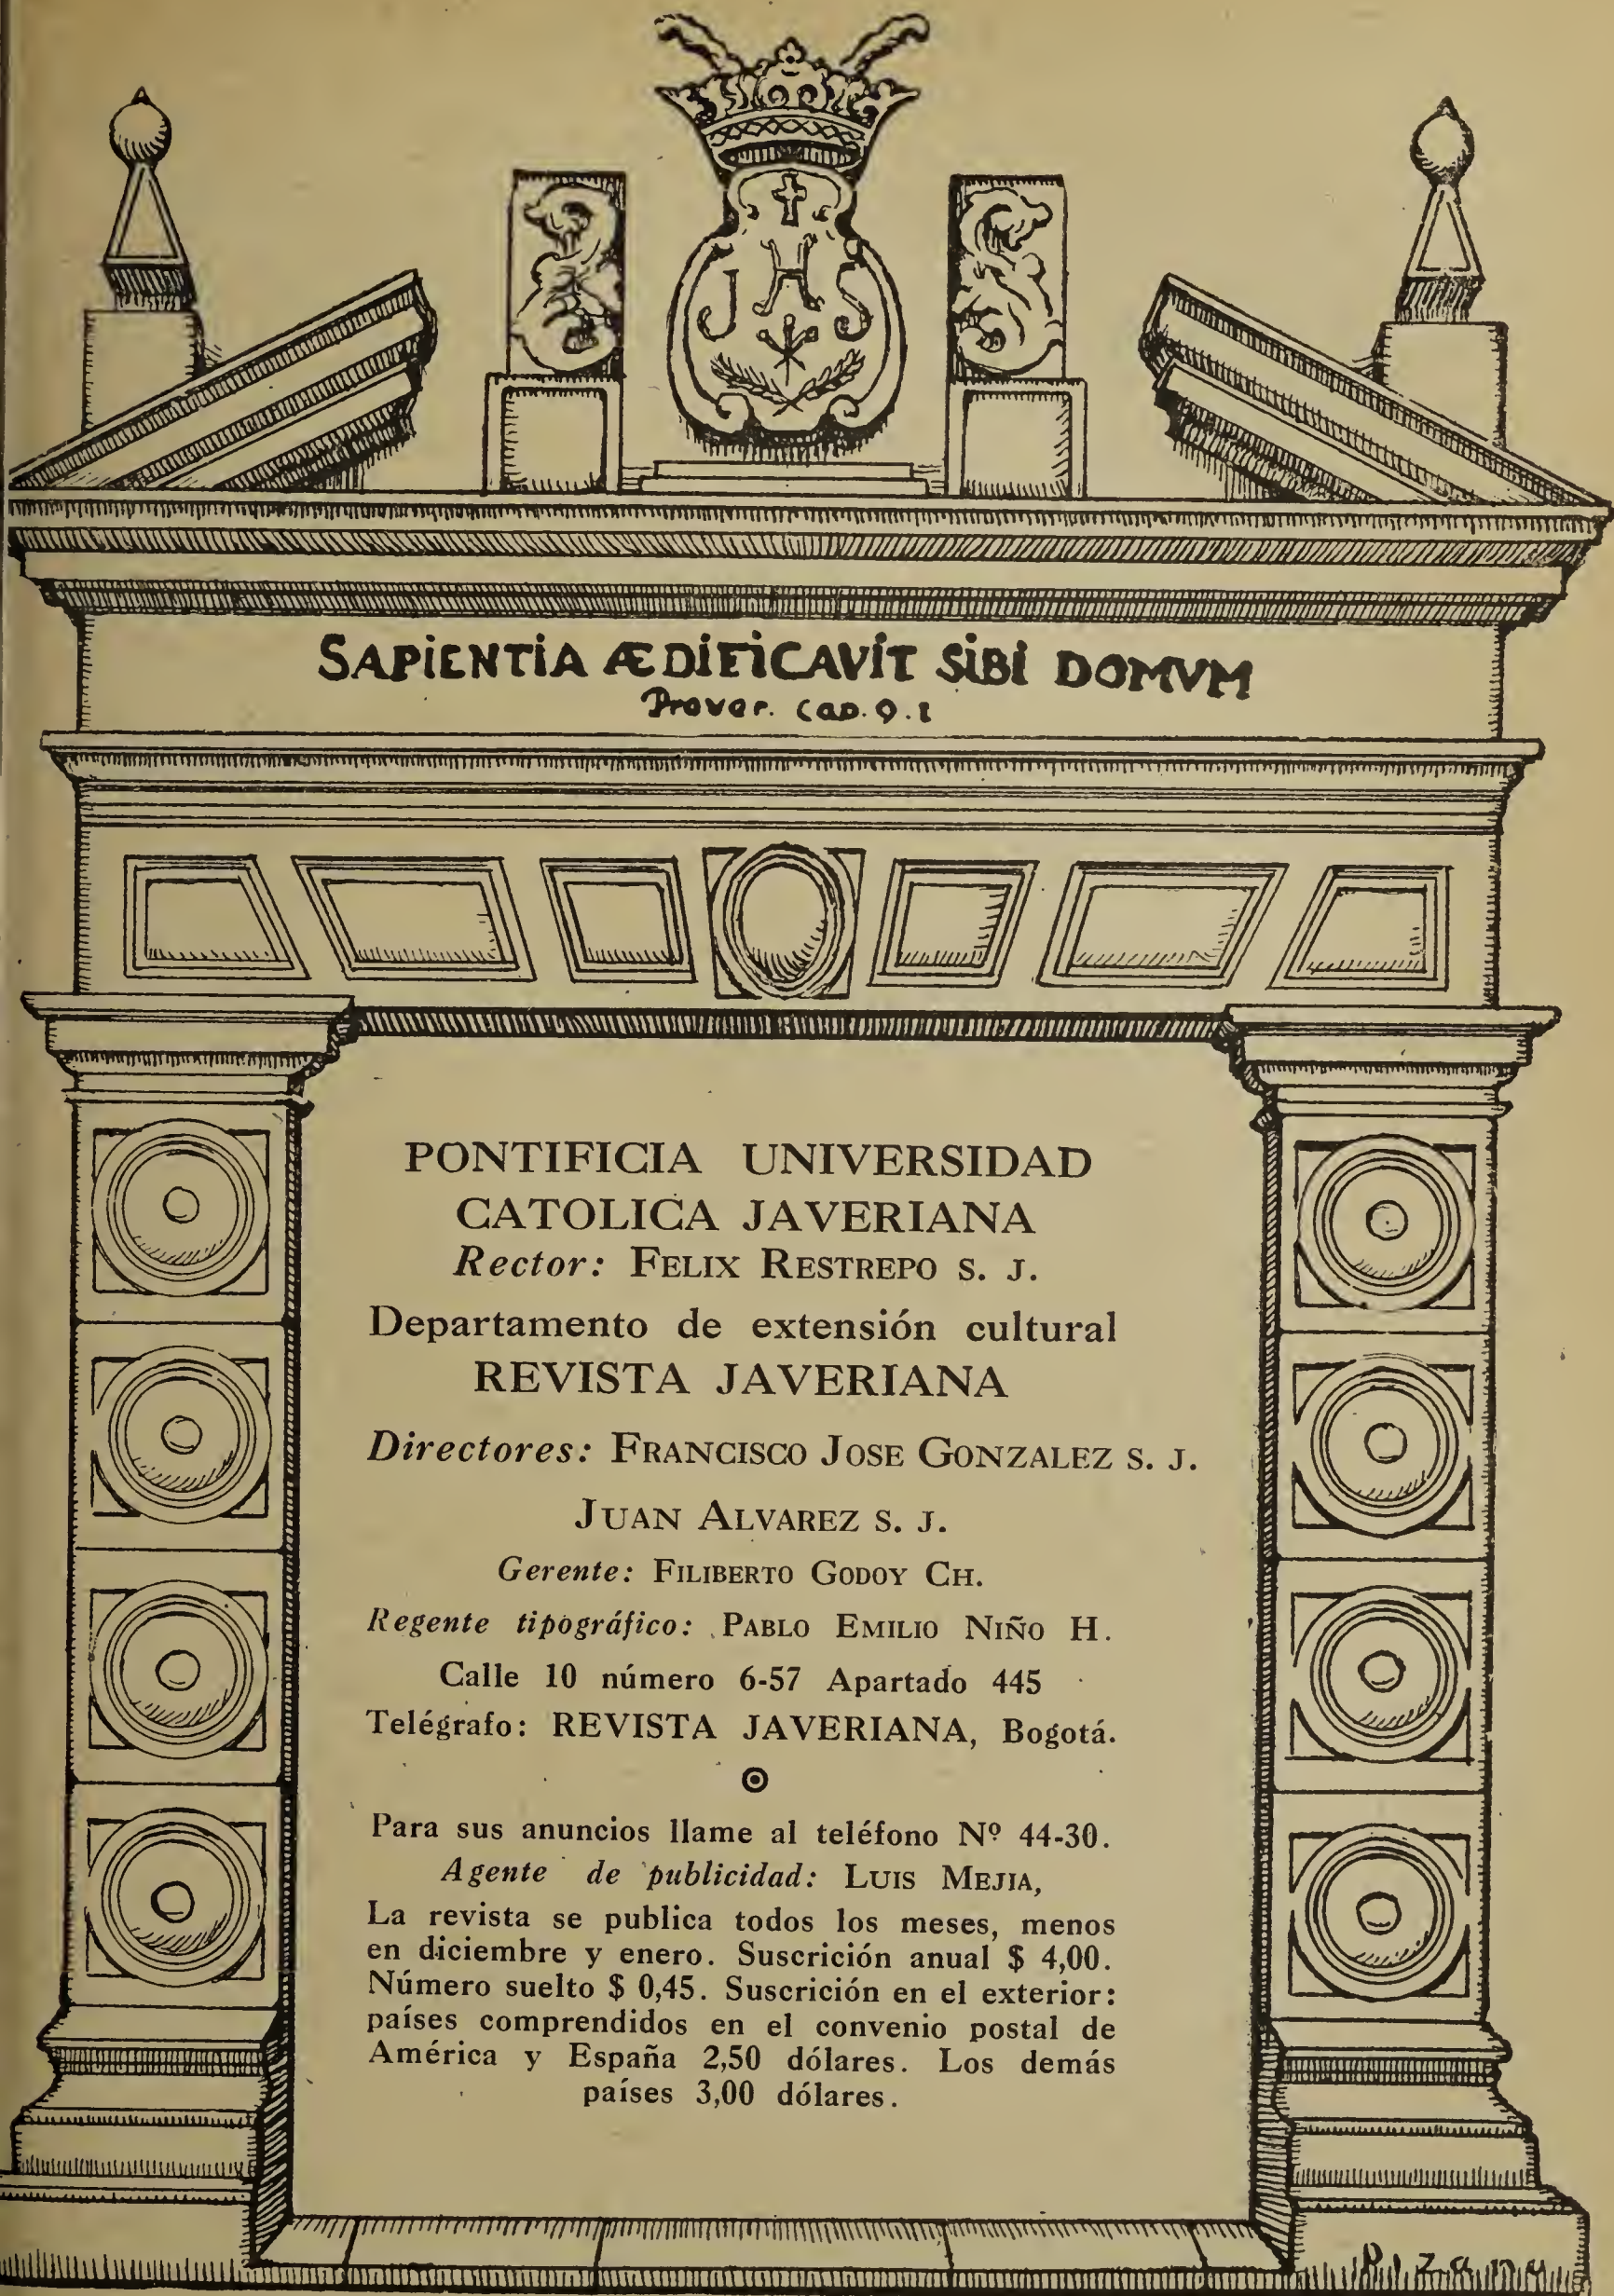 J H S
SAPIENTIA ÆDIFICAVIT SIBI DOMVM
Prover. Cap. 9. 1
PONTIFICIA UNIVERSIDAD
CATOLICA JAVERIANA
Rector: FELIX RESTREPO S. J.
Departamento de extensión cultural
REVISTA JAVERIANA
Directores: FRANCISCO JOSE GONZALEZ S. J.
JUAN ALVAREZ S. J.
Gerente: FILIBERTO GODOY CH.
Regente tipográfico: PABLO EMILIO NIÑO H.
Calle 10 número 6-57 Apartado 445
Telégrafo: REVISTA JAVERIANA, Bogotá.
Para sus anuncios llame al teléfono Nº 44-30.
Agente de publicidad: LUIS MEJIA,
La revista se publica todos los meses, menos
en diciembre y enero. Suscrición anual $ 4,00.
Número suelto $ 0,45. Suscrición en el exterior:
países comprendidos en el convenio postal de
América y España 2,50 dólares. Los demás
países 3,00 dólares.
Pizano